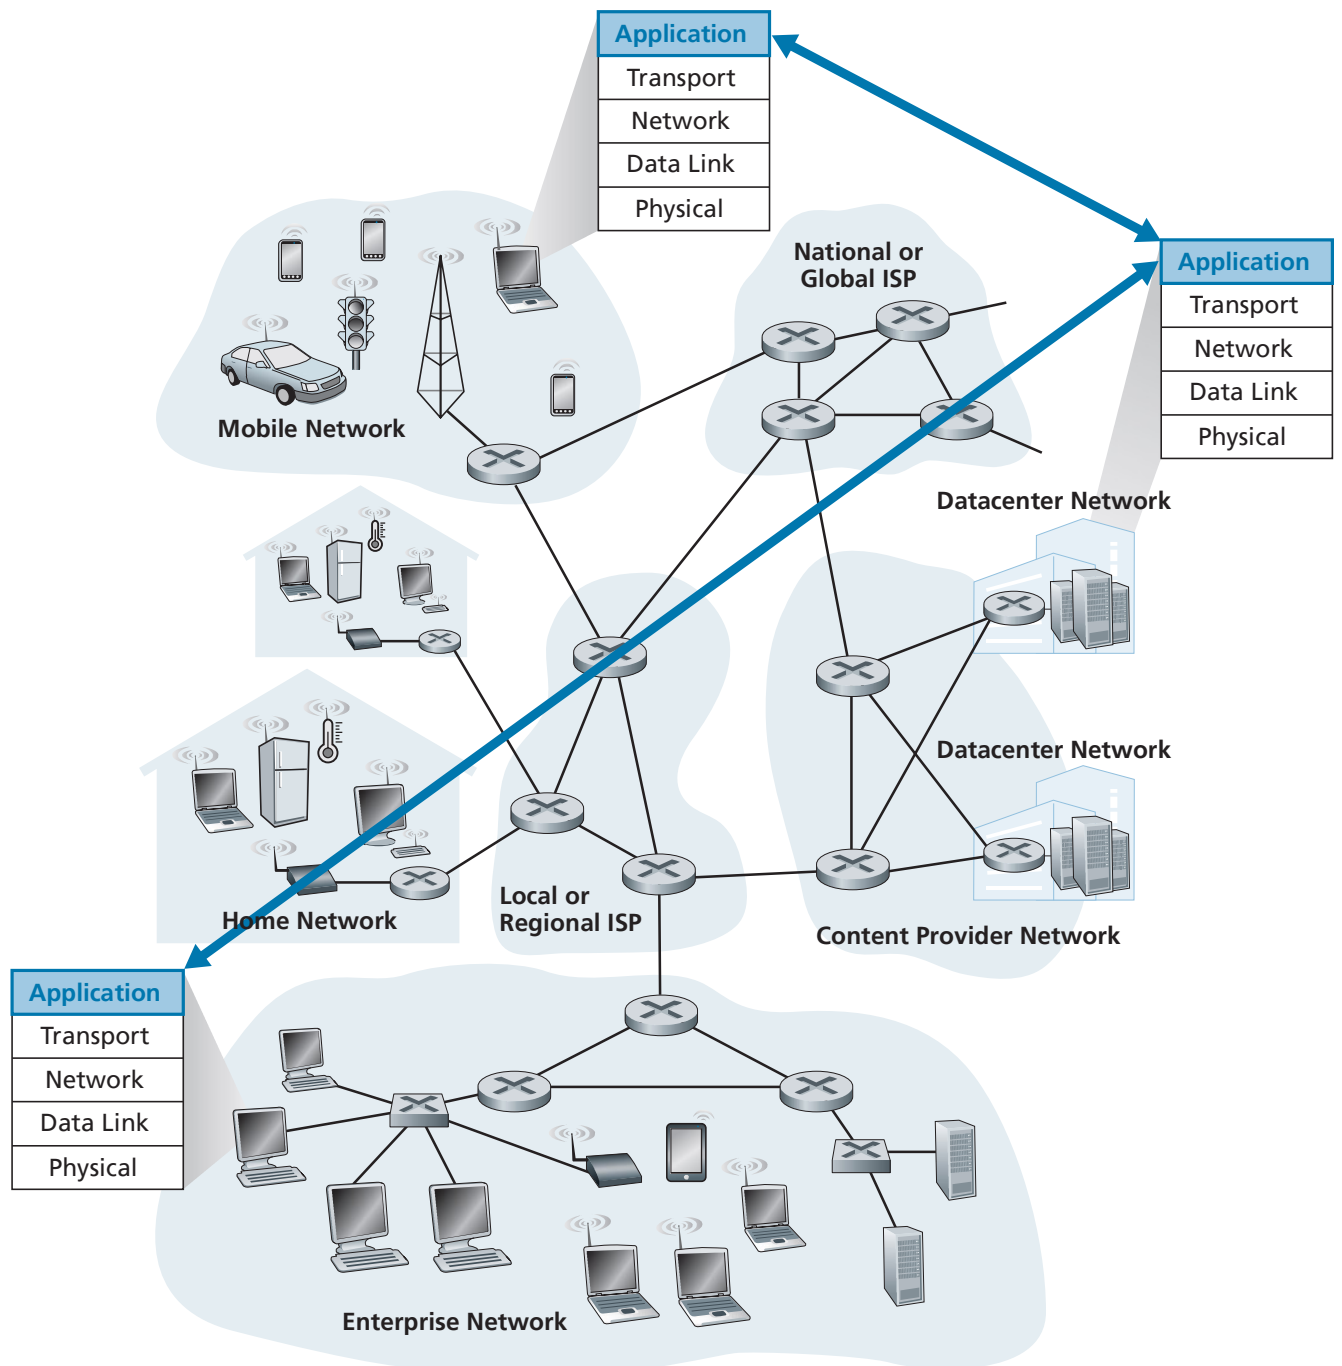 Application
Transport
Network
Data Link
Physical
National or
Global ISP
Application
Transport
Network
Data Link
Physical
Mobile Network
Datacenter Network
Datacenter Network
Local or
Regional ISP
Home Network
Content Provider Network
Application
Transport
Network
Data Link
Physical
Enterprise Network